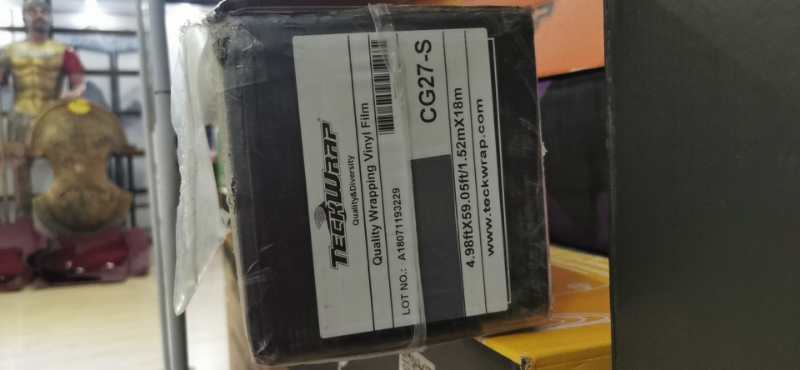 TECKWRAP
Quality&Diversity
Quality Wrapping Vinyl Film
LOT NO.: A18071193229
CG27-S
4.98ftX59.05ft/1.52mX18m
www.teckwrap.com